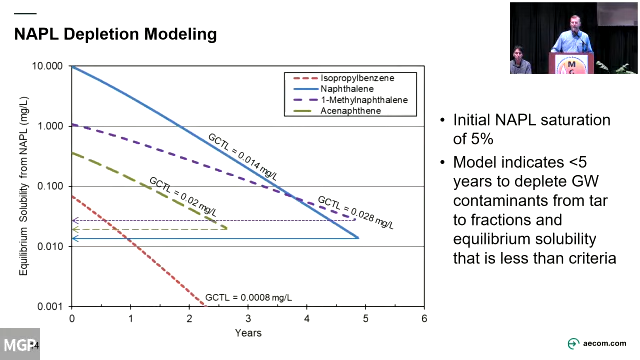 NAPL Depletion Modeling
10.000
1.000
0.100
0.010
0.001
Equilibrium Solubility from NAPL (mg/L)
Isopropylbenzene
Naphthalene
1-Methylnaphthalene
Acenaphthene
GCTL = 0.014 mg/L
GCTL = 0.02 mg/L
GCTL = 0.028 mg/L
GCTL = 0.0008 mg/L
0 1 2 3 4 5 6
Years
• Initial NAPL saturation
of 5%
• Model indicates <5
years to deplete GW
contaminants from tar
to fractions and
equilibrium solubility
that is less than criteria
MGP
aecom.com